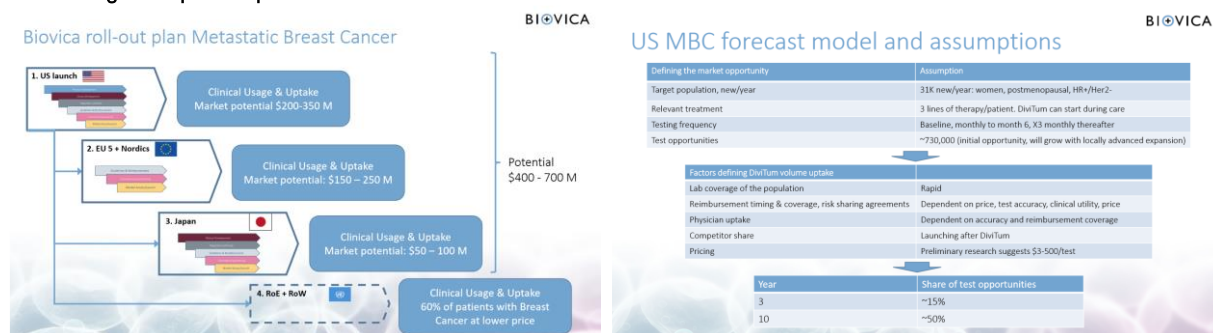 BIOVICA
Biovica roll-out plan Metastatic Breast Cancer
1. US launch
Clinical Usage & Uptake
Market potential $200-350 M
2. EU 5 + Nordics
Clinical Usage & Uptake
Market potential: $150 – 250 M
3. Japan
Clinical Usage & Uptake
Market potential: $50 – 100 M
4. RoE + RoW
Clinical Usage & Uptake
60% of patients with Breast
Cancer at lower price
Potential
$400 - 700 M
BIOVICA
US MBC forecast model and assumptions
Defining the market opportunity Assumption
Target population, new/year 31K new/year: women, postmenopausal, HR+/Her2-
Relevant treatment 3 lines of therapy/patient. DiviTum can start during care
Testing frequency Baseline, monthly to month 6, X3 monthly thereafter
Test opportunities ~730,000 (initial opportunity, will grow with locally advanced expansion)
Factors defining DiviTum volume uptake
Lab coverage of the population Rapid
Reimbursement timing & coverage, risk sharing agreements Dependent on price, test accuracy, clinical utility, price
Physician uptake Dependent on accuracy and reimbursement coverage
Competitor share Launching after DiviTum
Pricing Preliminary research suggests $3-500/test
Year Share of test opportunities
3 ~15%
10 ~50%